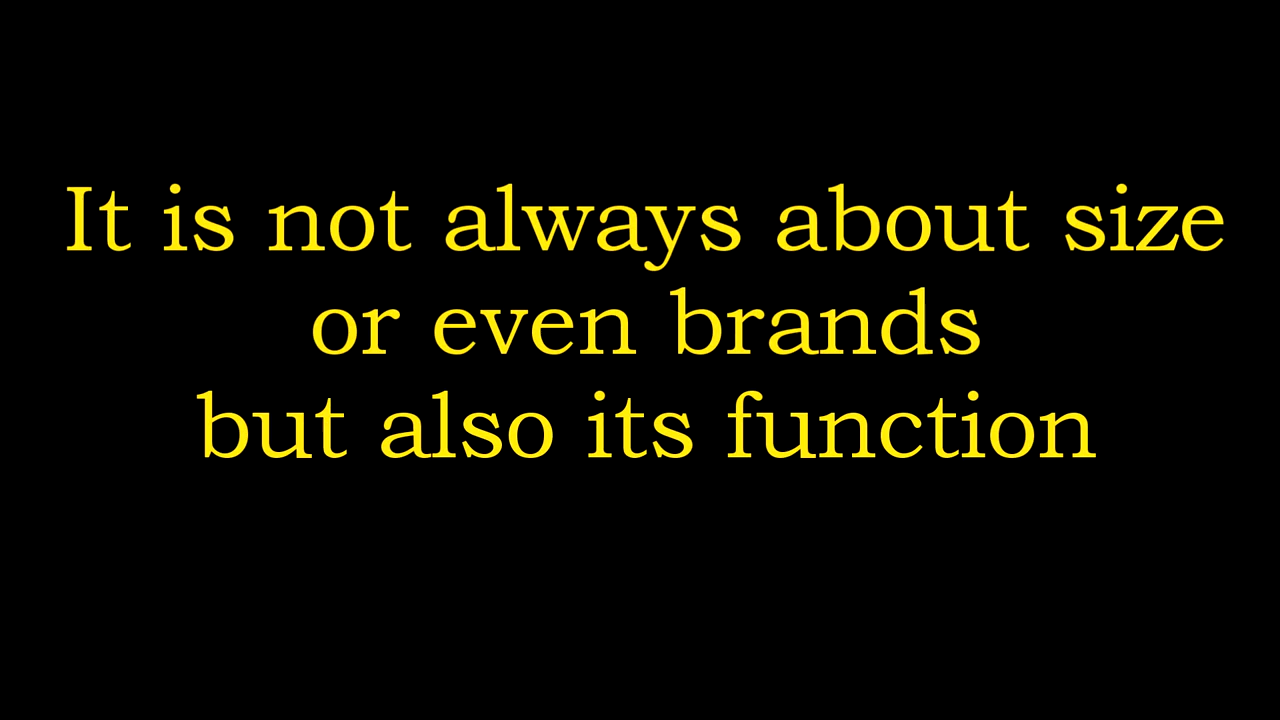 It is not always about size
or even brands
but also its function